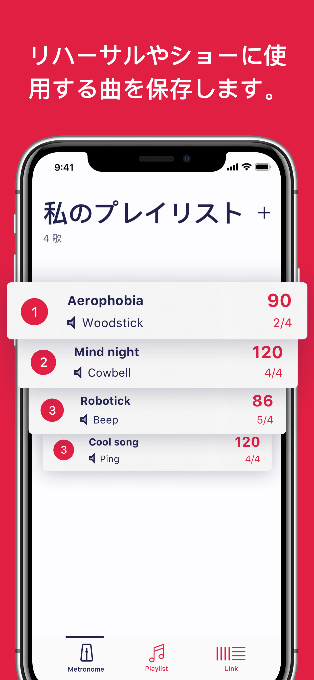 リハーサルやショーに使
用する曲を保存します。
9:41
私のプレイリスト +
4 歌
1 Aerophobia 90
Woodstick 2/4
2 Mind night 120
Cowbell 4/4
3 Robotick 86
Beep 5/4
3 Cool song 120
Ping 4/4
Metronome Playlist Link